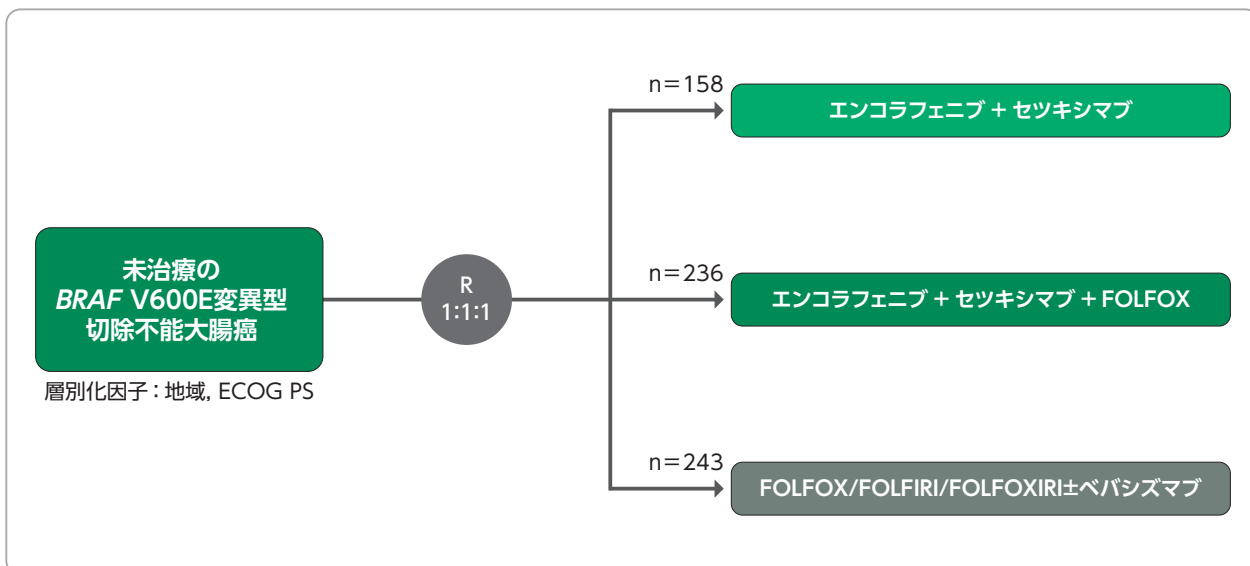 未治療の
BRAF V600E変異型
切除不能大腸癌
層別化因子：地域, ECOG PS
R
1:1:1
n＝158
エンコラフェニブ + セツキシマブ
n＝236
エンコラフェニブ + セツキシマブ + FOLFOX
n＝243
FOLFOX/FOLFIRI/FOLFOXIRI±ベバシズマブ